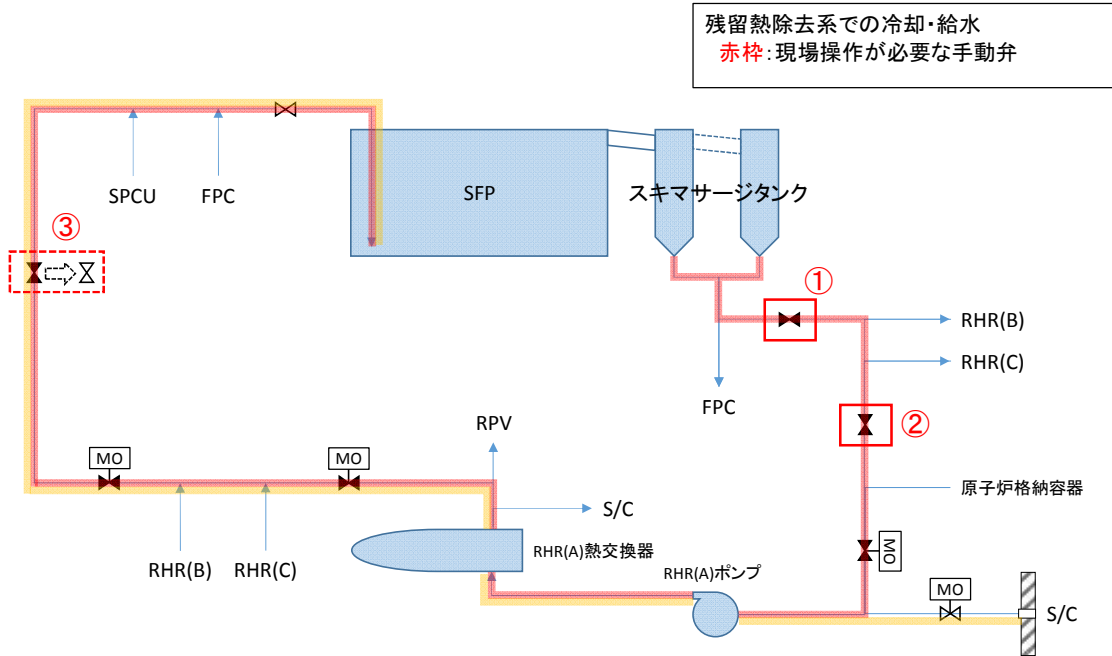 残留熱除去系での冷却・給水
赤枠:現場操作が必要な手動弁
SPCU
FPC
SFP
スキマサージタンク
③
①
RHR(B)
RHR(C)
FPC
②
RPV
MO
MO
原子炉格納容器
S/C
RHR(B)
RHR(C)
RHR(A)熱交換器
MO
RHR(A)ポンプ
MO
S/C